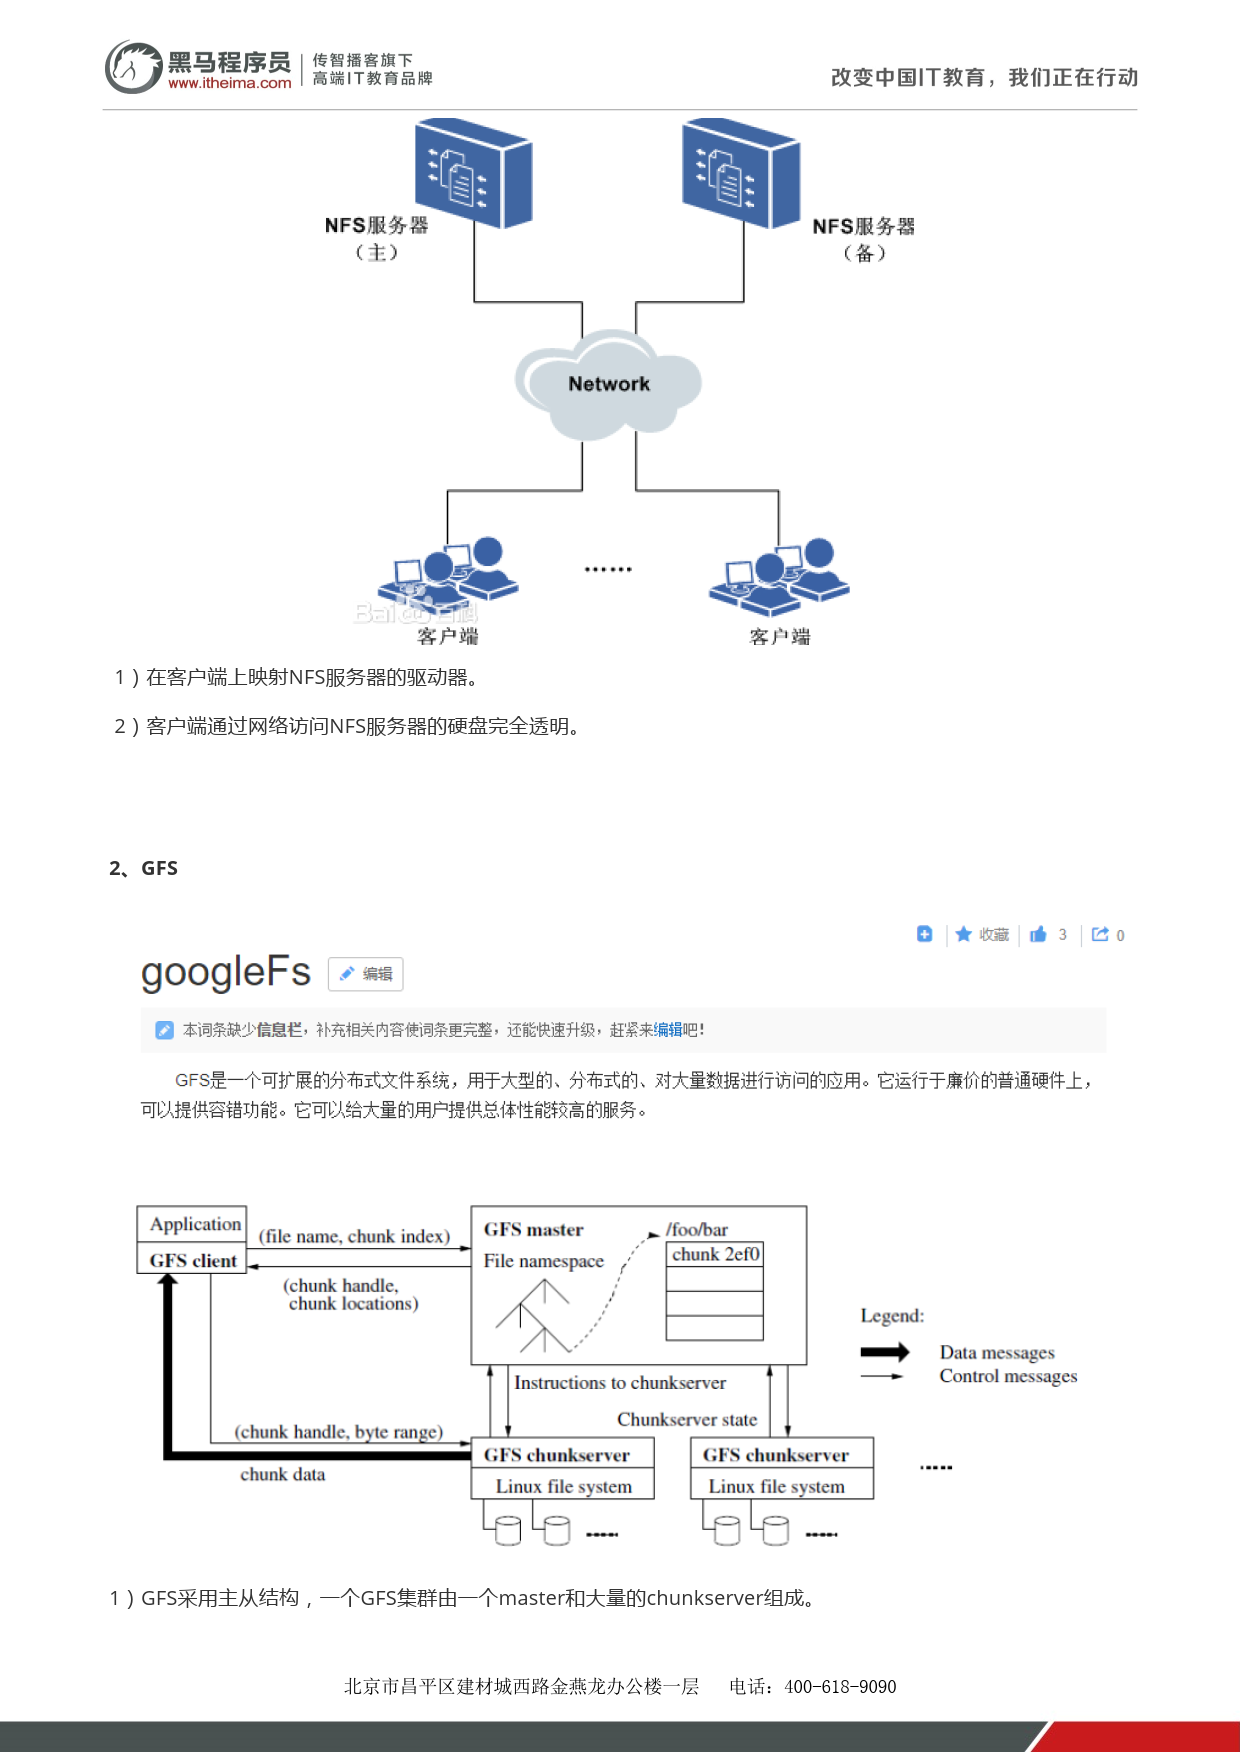 黑马程序员
www.itheima.com
传智播客旗下
高端IT教育品牌
改变中国IT教育，我们正在行动
NFS服务器
（主）
NFS服务器
（备）
Network
······
Bai 百科
客户端
客户端
1）在客户端上映射NFS服务器的驱动器。
2）客户端通过网络访问NFS服务器的硬盘完全透明。
2、GFS
收藏 3 0
googleFs 编辑
本词条缺少信息栏，补充相关内容使词条更完整，还能快速升级，赶紧来编辑吧！
GFS是一个可扩展的分布式文件系统，用于大型的、分布式的、对大量数据进行访问的应用。它运行于廉价的普通硬件上，
可以提供容错功能。它可以给大量的用户提供总体性能较高的服务。
Application
GFS client
(file name, chunk index)
(chunk handle,
chunk locations)
GFS master
File namespace
/foo/bar
chunk 2ef0
Legend:
Data messages
Control messages
Instructions to chunkserver
Chunkserver state
(chunk handle, byte range)
chunk data
GFS chunkserver
Linux file system
GFS chunkserver
Linux file system
1）GFS采用主从结构，一个GFS集群由一个master和大量的chunkserver组成。
北京市昌平区建材城西路金燕龙办公楼一层 电话：400-618-9090